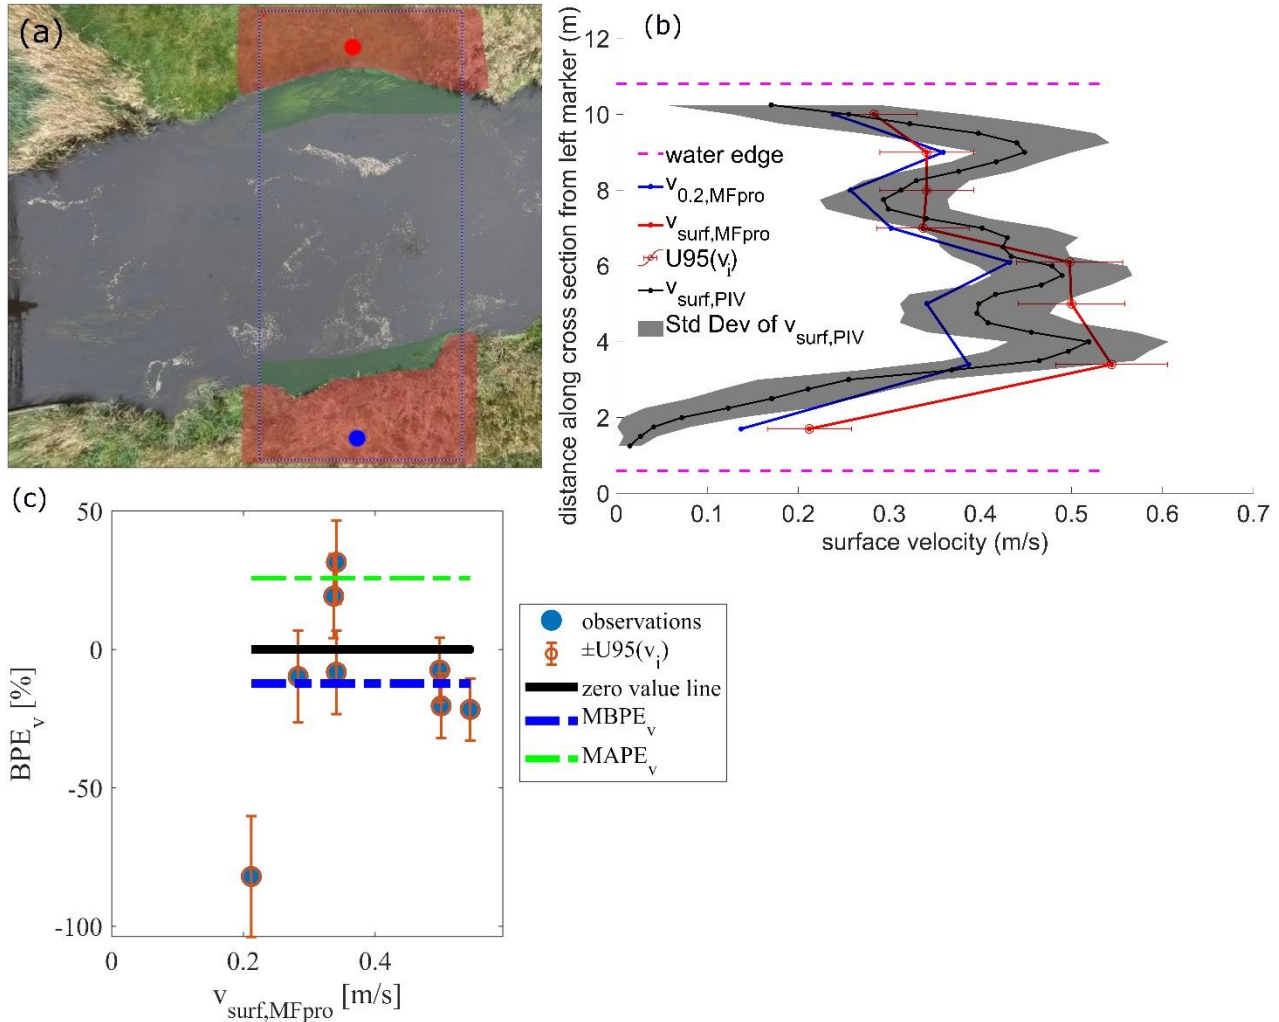 (a)
(b)
distance along cross section from left marker (m)
12
10
8
6
4
2
0
water edge
v0.2,MFpro
vsurf,MFpro
U95(vi)
vsurf,PIV
Std Dev of vsurf,PIV
0 0.1 0.2 0.3 0.4 0.5 0.6 0.7
surface velocity (m/s)
(c)
BPEv [%]
50
0
-50
-100
0 0.2 0.4
vsurf,MFpro [m/s]
observations
±U95(vi)
zero value line
MBPEv
MAPEv